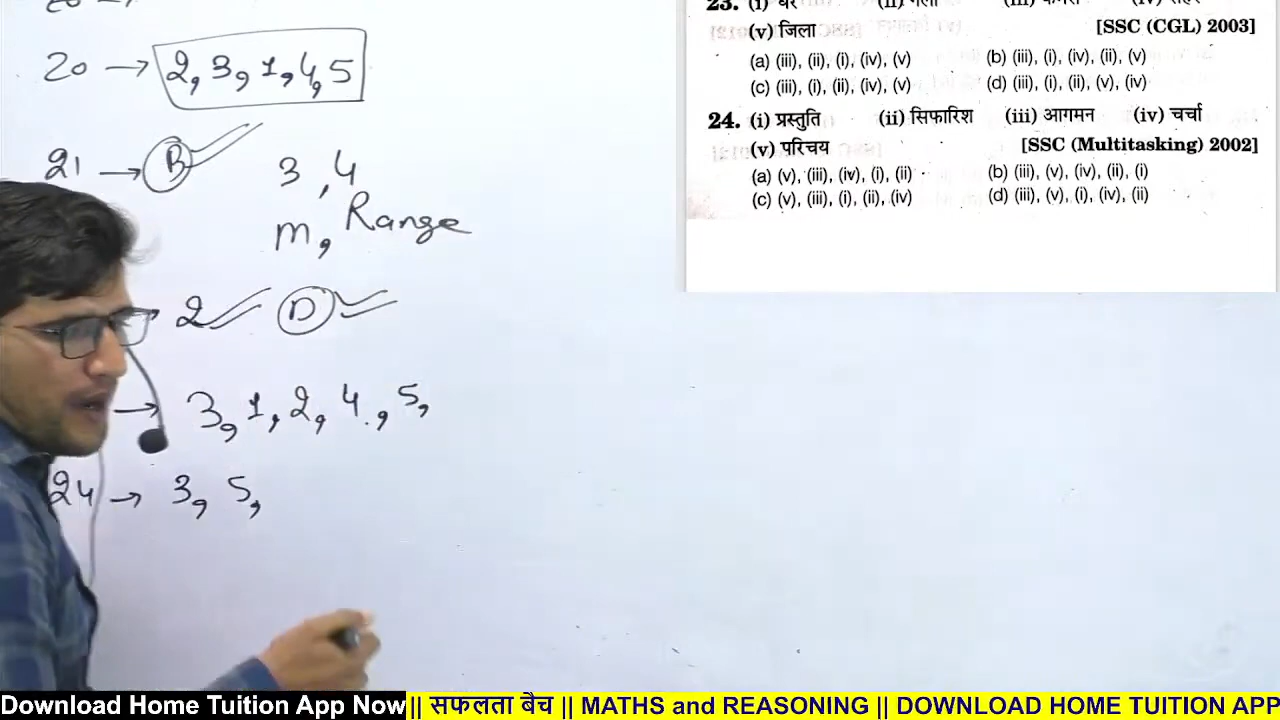 20 → 2, 3, 1, 4, 5
21 → B
3, 4
m, Range
2 D
→ 3, 1, 2, 4, 5,
24 → 3, 5,
23. (i)
(v) जिला [SSC (CGL) 2003]
(a) (iii), (ii), (i), (iv), (v) (b) (iii), (i), (iv), (ii), (v)
(c) (iii), (i), (ii), (iv), (v) (d) (iii), (i), (ii), (v), (iv)
24. (i) प्रस्तुति (ii) सिफारिश (iii) आगमन (iv) चर्चा
(v) परिचय [SSC (Multitasking) 2002]
(a) (v), (iii), (iv), (i), (ii) (b) (iii), (v), (iv), (ii), (i)
(c) (v), (iii), (i), (ii), (iv) (d) (iii), (v), (i), (iv), (ii)
Download Home Tuition App Now || सफलता बैच || MATHS and REASONING || DOWNLOAD HOME TUITION APP